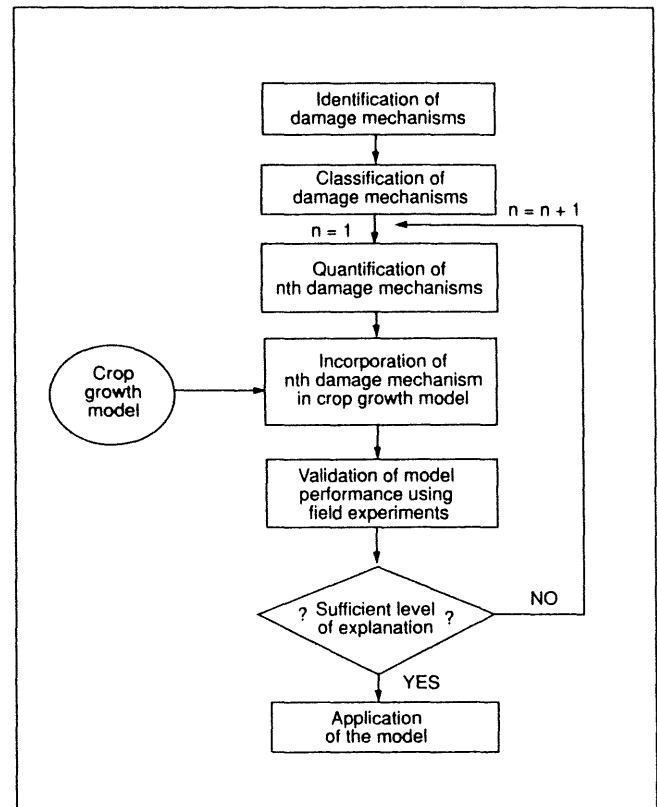 Identification of
damage mechanisms
Classification of
damage mechanisms
n = n + 1
n = 1
Quantification of
nth damage mechanisms
Crop
growth
model
Incorporation of
nth damage mechanism
in crop growth model
Validation of model
performance using
field experiments
? Sufficient level ?
of explanation
NO
YES
Application
of the model